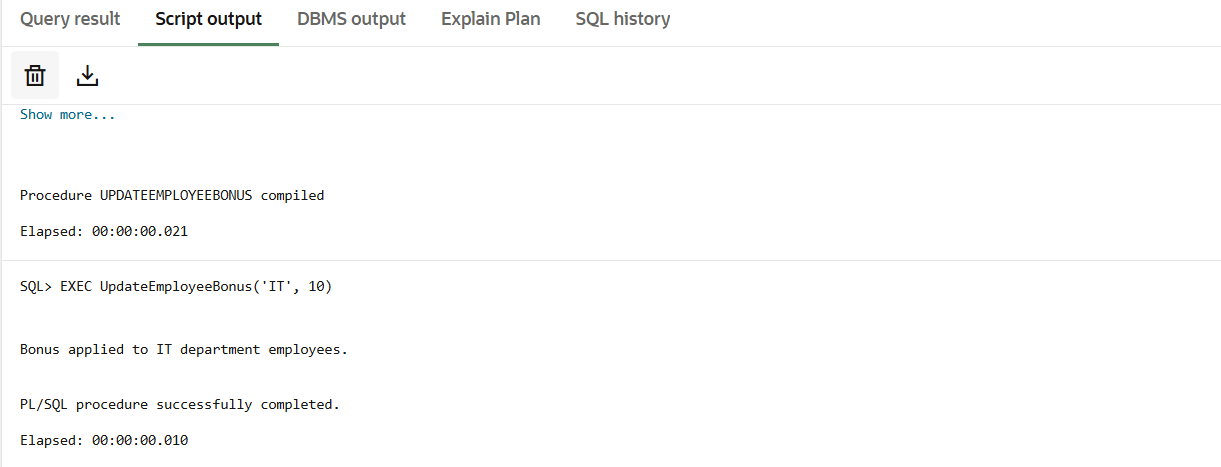 Query result Script output DBMS output Explain Plan SQL history
Show more...
Procedure UPDATEEMPLOYEEBONUS compiled
Elapsed: 00:00:00.021
SQL> EXEC UpdateEmployeeBonus('IT', 10)
Bonus applied to IT department employees.
PL/SQL procedure successfully completed.
Elapsed: 00:00:00.010